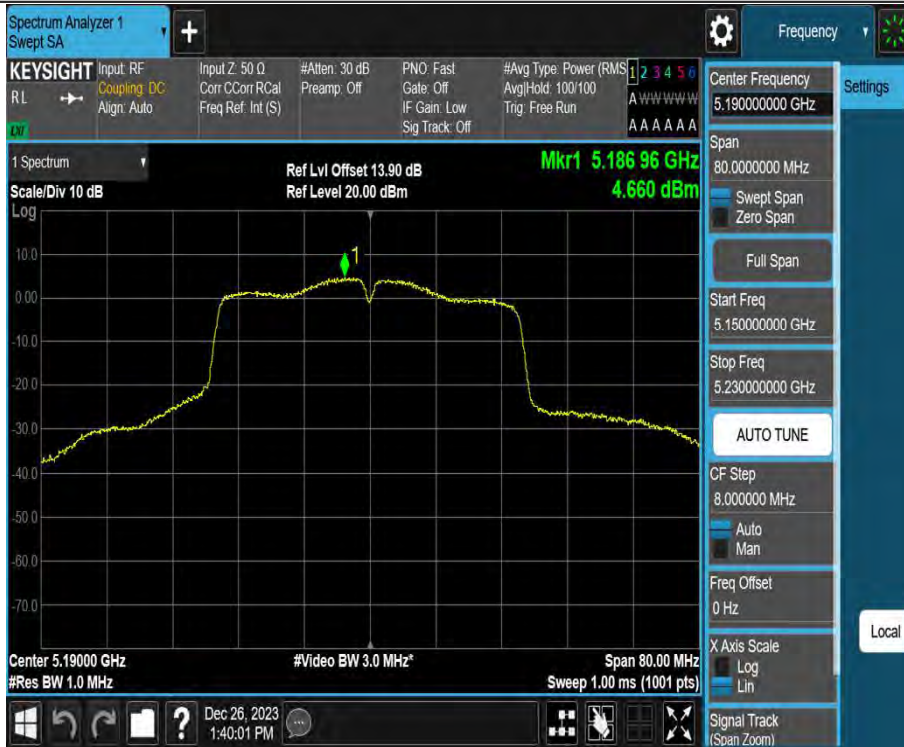 Spectrum Analyzer 1
Swept SA
+
Frequency
KEYSIGHT
RL
LXI
Input: RF
Coupling: DC
Align: Auto
Input Z: 50 Ω
Corr CCorr RCal
Freq Ref: Int (S)
#Atten: 30 dB
Preamp: Off
PNO: Fast
Gate: Off
IF Gain: Low
Sig Track: Off
#Avg Type: Power (RMS
Avg|Hold: 100/100
Trig: Free Run
1 2 3 4 5 6
A W W W W W
A A A A A A
Center Frequency
5.190000000 GHz
Settings
Span
80.0000000 MHz
Swept Span
Zero Span
Full Span
Start Freq
5.150000000 GHz
Stop Freq
5.230000000 GHz
AUTO TUNE
CF Step
8.000000 MHz
Auto
Man
Freq Offset
0 Hz
X Axis Scale
Log
Lin
Signal Track
(Span Zoom)
Local
1 Spectrum
Scale/Div 10 dB
Log
Ref Lvl Offset 13.90 dB
Ref Level 20.00 dBm
Mkr1 5.186 96 GHz
4.660 dBm
1
10.0
0.00
-10.0
-20.0
-30.0
-40.0
-50.0
-60.0
-70.0
Center 5.19000 GHz
#Video BW 3.0 MHz*
Span 80.00 MHz
#Res BW 1.0 MHz
Sweep 1.00 ms (1001 pts)
?
Dec 26, 2023
1:40:01 PM